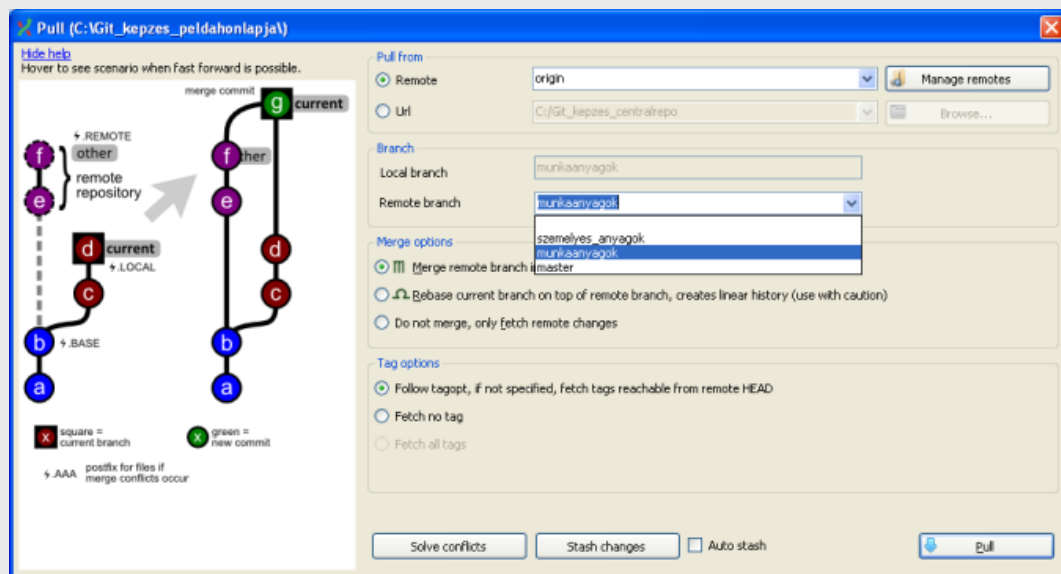 Pull (C:\Git_kepzes_peldahonlapja\)
Hide help
Hover to see scenario when fast forward is possible.
merge commit
g current
.REMOTE
f other
e
remote
repository
f ther
e
d current
.LOCAL
c
d
c
b .BASE
a
b
a
x square =
current branch
x green =
new commit
.AAA postfix for files if
merge conflicts occur
Pull from
Remote origin Manage remotes
Url C:/Git_kepzes_centralrepo Browse...
Branch
Local branch munkaanyagok
Remote branch munkaanyagok
szemelyes_anyagok
munkaanyagok
master
Merge options
Merge remote branch i
Rebase current branch on top of remote branch, creates linear history (use with caution)
Do not merge, only fetch remote changes
Tag options
Follow tagopt, if not specified, fetch tags reachable from remote HEAD
Fetch no tag
Fetch all tags
Solve conflicts Stash changes Auto stash Pull